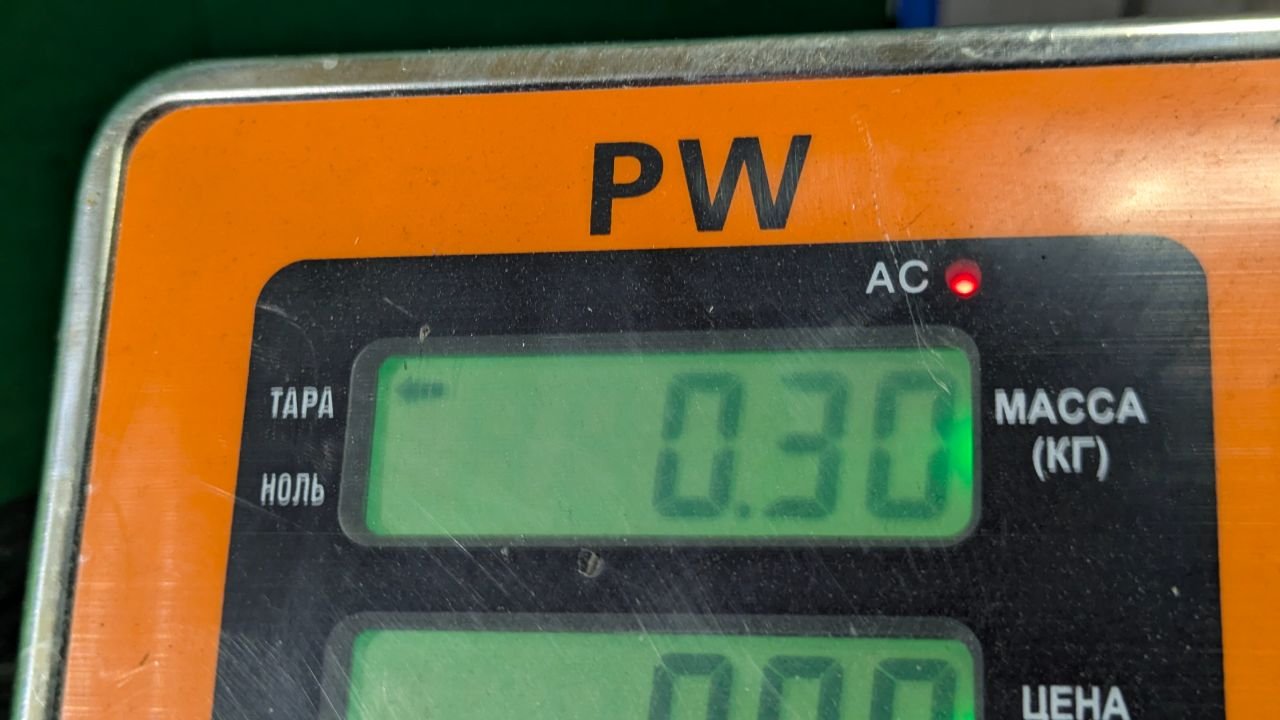 PW
AC
ТАРА
0.30
МАССА
(КГ)
НОЛЬ
0.00
ЦЕНА